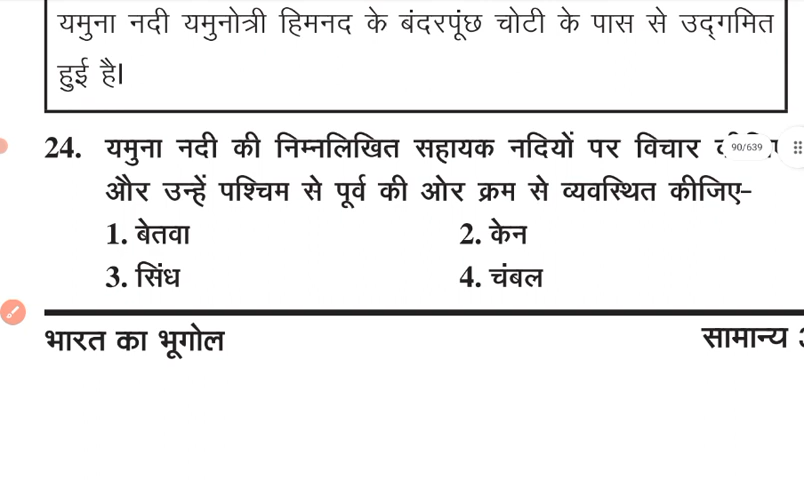 यमुना नदी यमुनोत्री हिमनद के बंदरपूंछ चोटी के पास से उद्गमित
हुई है।
24. यमुना नदी की निम्नलिखित सहायक नदियों पर विचार
90/639
और उन्हें पश्चिम से पूर्व की ओर क्रम से व्यवस्थित कीजिए-
1. बेतवा 2. केन
3. सिंध 4. चंबल
भारत का भूगोल सामान्य